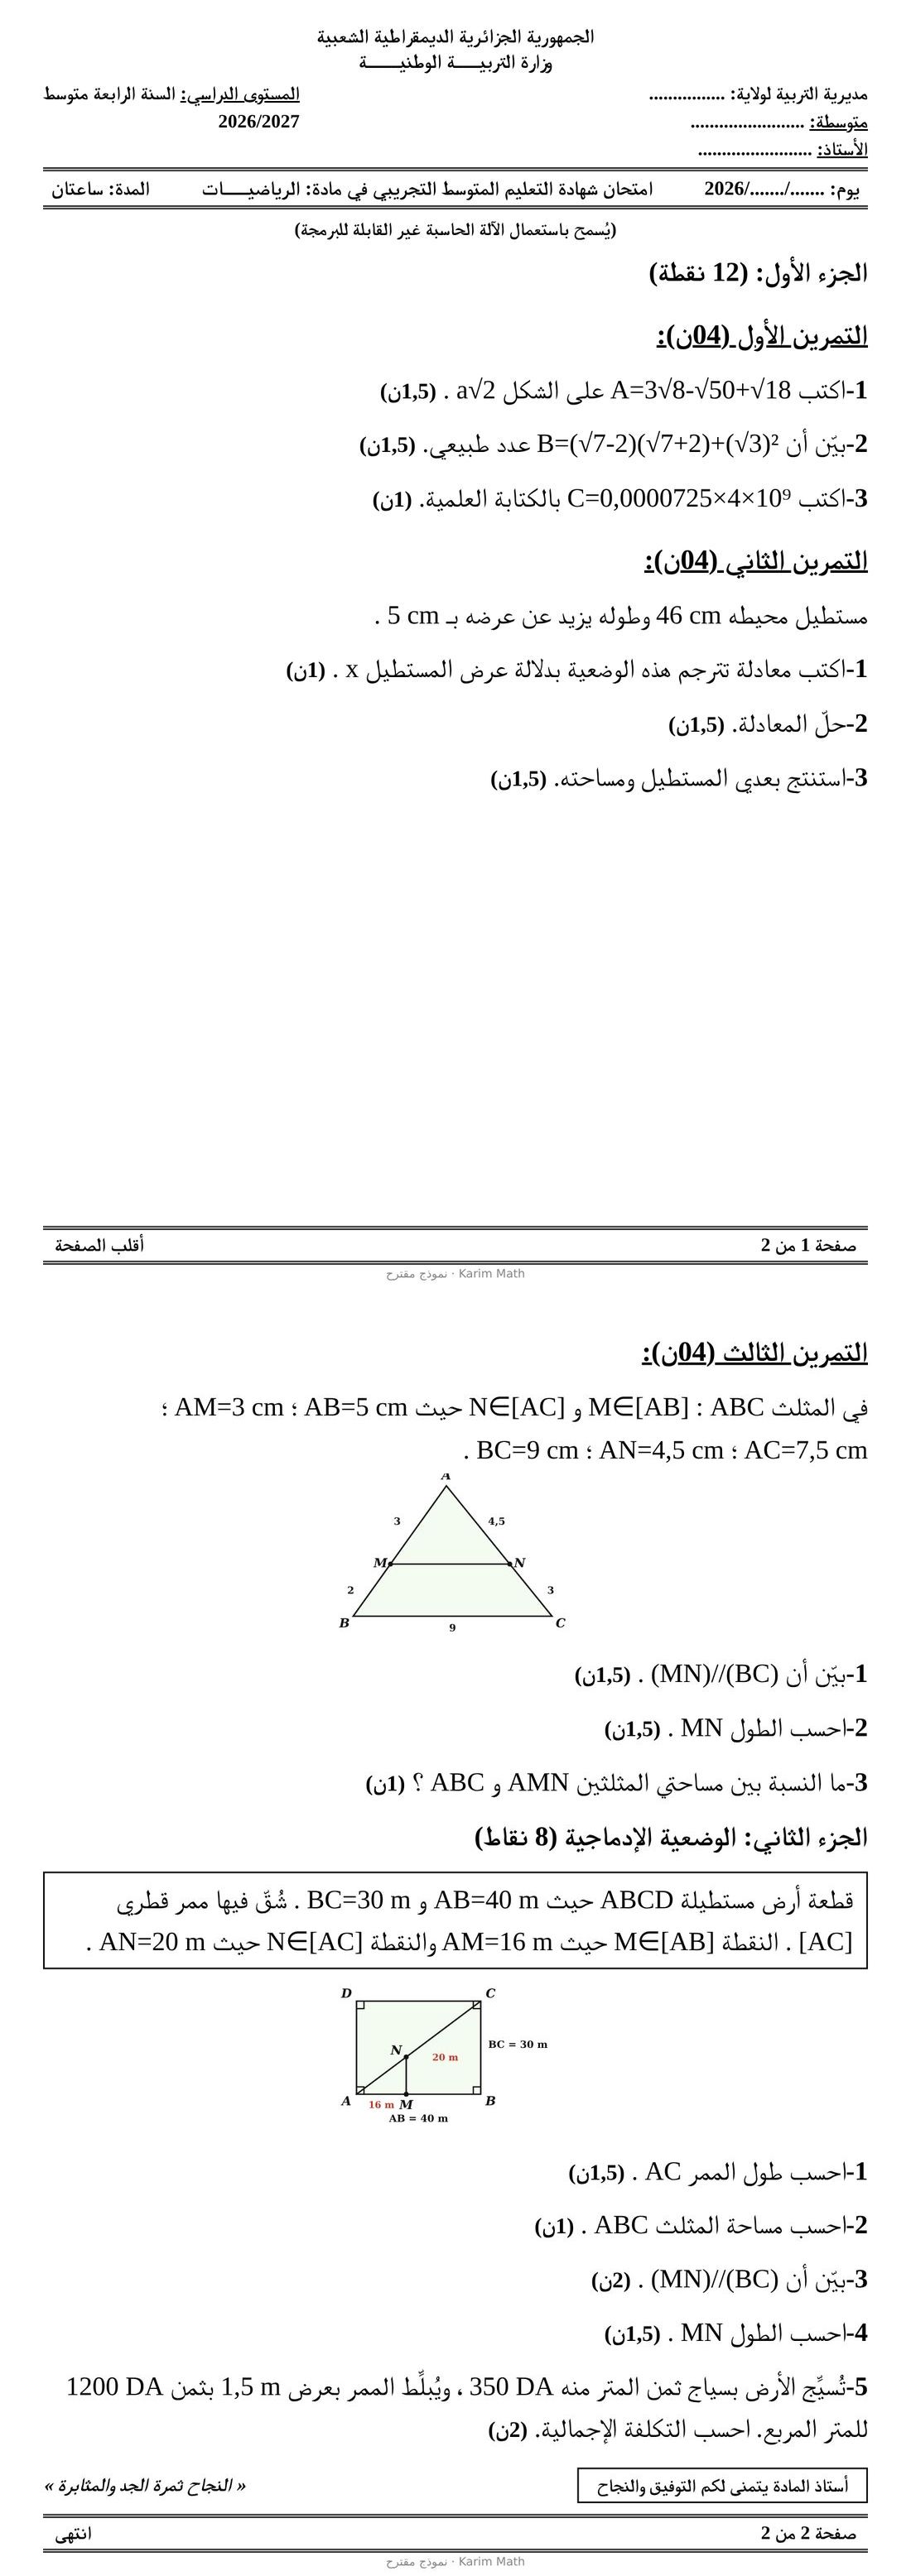 الجمهورية الجزائرية الديمقراطية الشعبية
وزارة التربيـــــة الوطنيــــــة
مديرية التربية لولاية: ................
المستوى الدراسي: السنة الرابعة متوسط
متوسطة: ........................
2026/2027
الأستاذ: ........................
يوم: ......./......./2026
امتحان شهادة التعليم المتوسط التجريبي في مادة: الرياضيـــــات
المدة: ساعتان
(يُسمح باستعمال الآلة الحاسبة غير القابلة للبرمجة)
الجزء الأول: (12 نقطة)
التمرين الأول (04ن):
1-اكتب A=3√8-√50+√18 على الشكل a√2 . (1,5ن)
2-بيّن أن B=(√7-2)(√7+2)+(√3)² عدد طبيعي. (1,5ن)
3-اكتب C=0,0000725×4×10⁹ بالكتابة العلمية. (1ن)
التمرين الثاني (04ن):
مستطيل محيطه 46 cm وطوله يزيد عن عرضه بـ 5 cm .
1-اكتب معادلة تترجم هذه الوضعية بدلالة عرض المستطيل x . (1ن)
2-حلّ المعادلة. (1,5ن)
3-استنتج بعدي المستطيل ومساحته. (1,5ن)
صفحة 1 من 2
أقلب الصفحة
Karim Math · نموذج مقترح
التمرين الثالث (04ن):
في المثلث ABC : M∈[AB] و N∈[AC] حيث AB=5 cm ؛ AM=3 cm ؛
AC=7,5 cm ؛ AN=4,5 cm ؛ BC=9 cm .
A
3
4,5
M
N
2
3
B
C
9
1-بيّن أن (MN)//(BC) . (1,5ن)
2-احسب الطول MN . (1,5ن)
3-ما النسبة بين مساحتي المثلثين AMN و ABC ؟ (1ن)
الجزء الثاني: الوضعية الإدماجية (8 نقاط)
قطعة أرض مستطيلة ABCD حيث AB=40 m و BC=30 m . شُقّ فيها ممر قطري
[AC] . النقطة M∈[AB] حيث AM=16 m والنقطة N∈[AC] حيث AN=20 m .
D
C
BC = 30 m
N
20 m
A
16 m
M
B
AB = 40 m
1-احسب طول الممر AC . (1,5ن)
2-احسب مساحة المثلث ABC . (1ن)
3-بيّن أن (MN)//(BC) . (2ن)
4-احسب الطول MN . (1,5ن)
5-تُسيَّج الأرض بسياج ثمن المتر منه 350 DA ، ويُبلَّط الممر بعرض 1,5 m بثمن 1200 DA
للمتر المربع. احسب التكلفة الإجمالية. (2ن)
أستاذ المادة يتمنى لكم التوفيق والنجاح
« النجاح ثمرة الجد والمثابرة »
صفحة 2 من 2
انتهى
Karim Math · نموذج مقترح